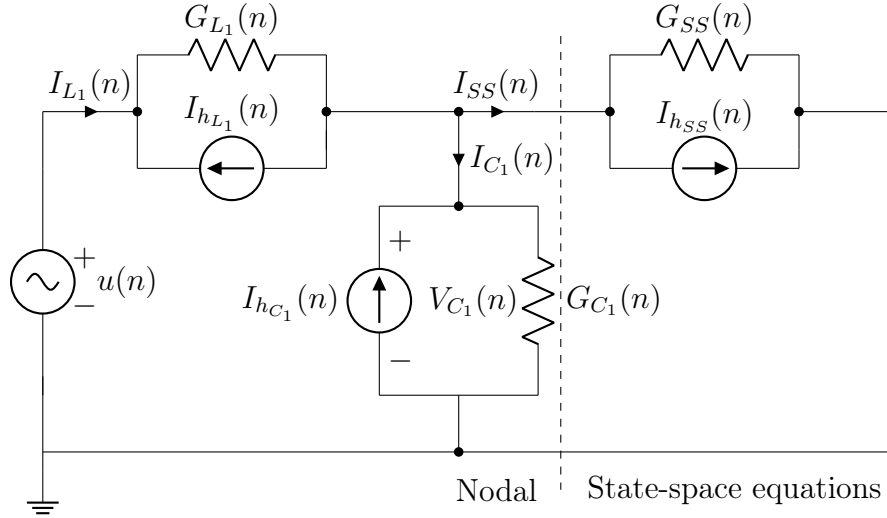 G_{L_1}(n) G_{SS}(n)
I_{L_1}(n) I_{h_{L_1}}(n) I_{SS}(n) I_{h_{SS}}(n)
I_{C_1}(n)
+ u(n) −
+ I_{h_{C_1}}(n) V_{C_1}(n) G_{C_1}(n) −
Nodal State-space equations